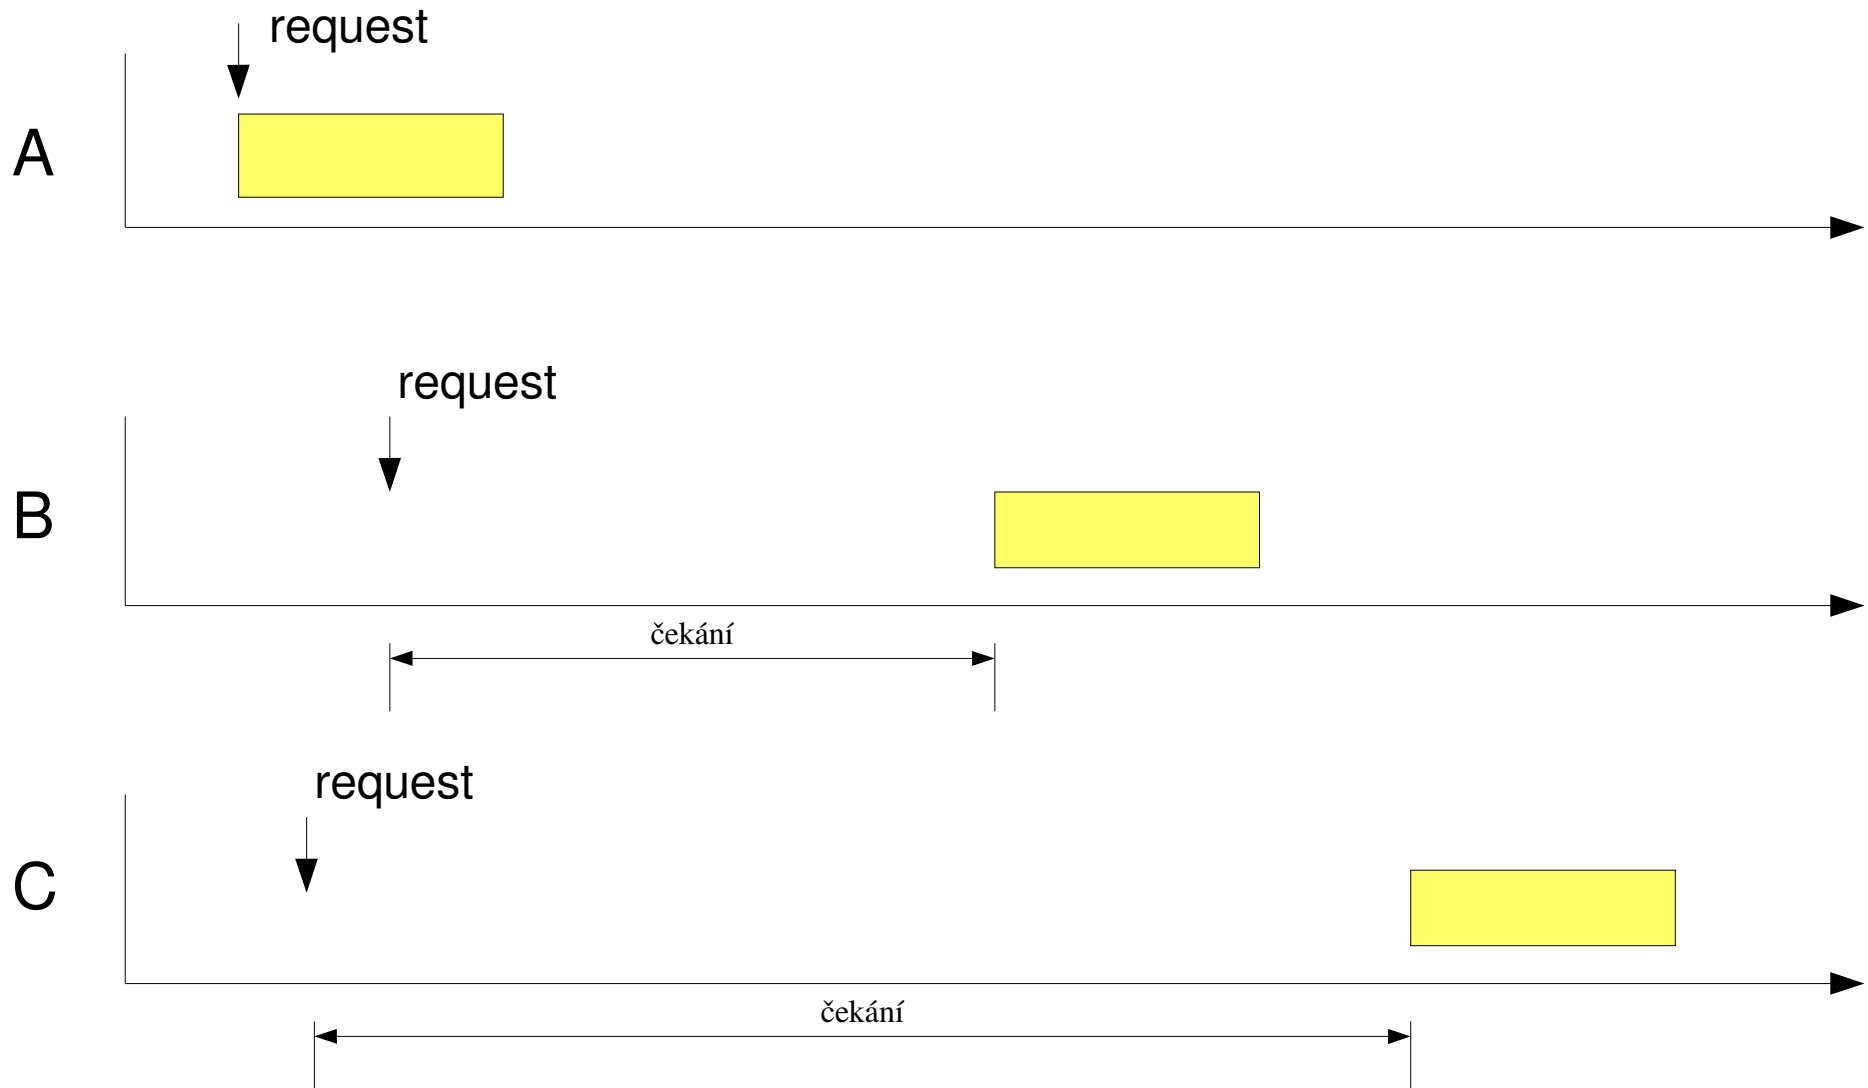 request
A
request
B
čekání
request
C
čekání